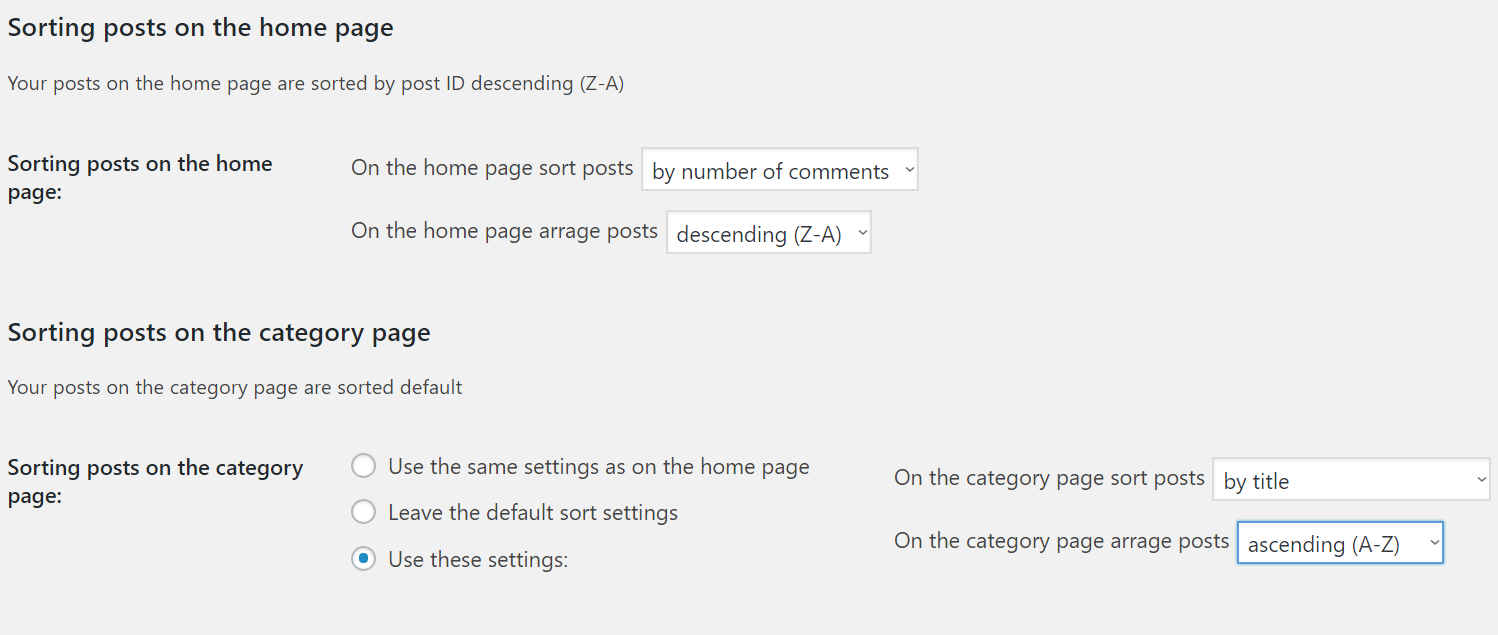 Sorting posts on the home page
Your posts on the home page are sorted by post ID descending (Z-A)
Sorting posts on the home
page:
On the home page sort posts by number of comments
On the home page arrage posts descending (Z-A)
Sorting posts on the category page
Your posts on the category page are sorted default
Sorting posts on the category
page:
Use the same settings as on the home page
Leave the default sort settings
Use these settings:
On the category page sort posts by title
On the category page arrage posts ascending (A-Z)